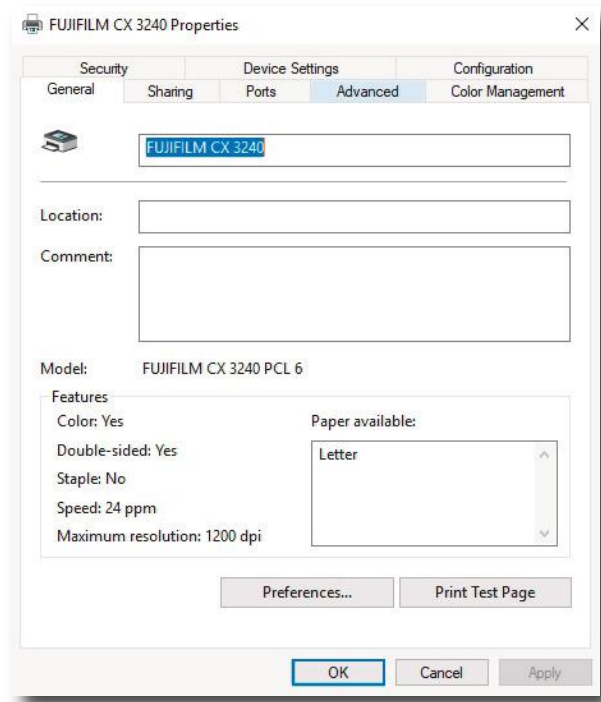 FUJIFILM CX 3240 Properties
Security Device Settings Configuration
General Sharing Ports Advanced Color Management
FUJIFILM CX 3240
Location:
Comment:
Model: FUJIFILM CX 3240 PCL 6
Features
Color: Yes Paper available:
Double-sided: Yes Letter
Staple: No
Speed: 24 ppm
Maximum resolution: 1200 dpi
Preferences... Print Test Page
OK Cancel Apply